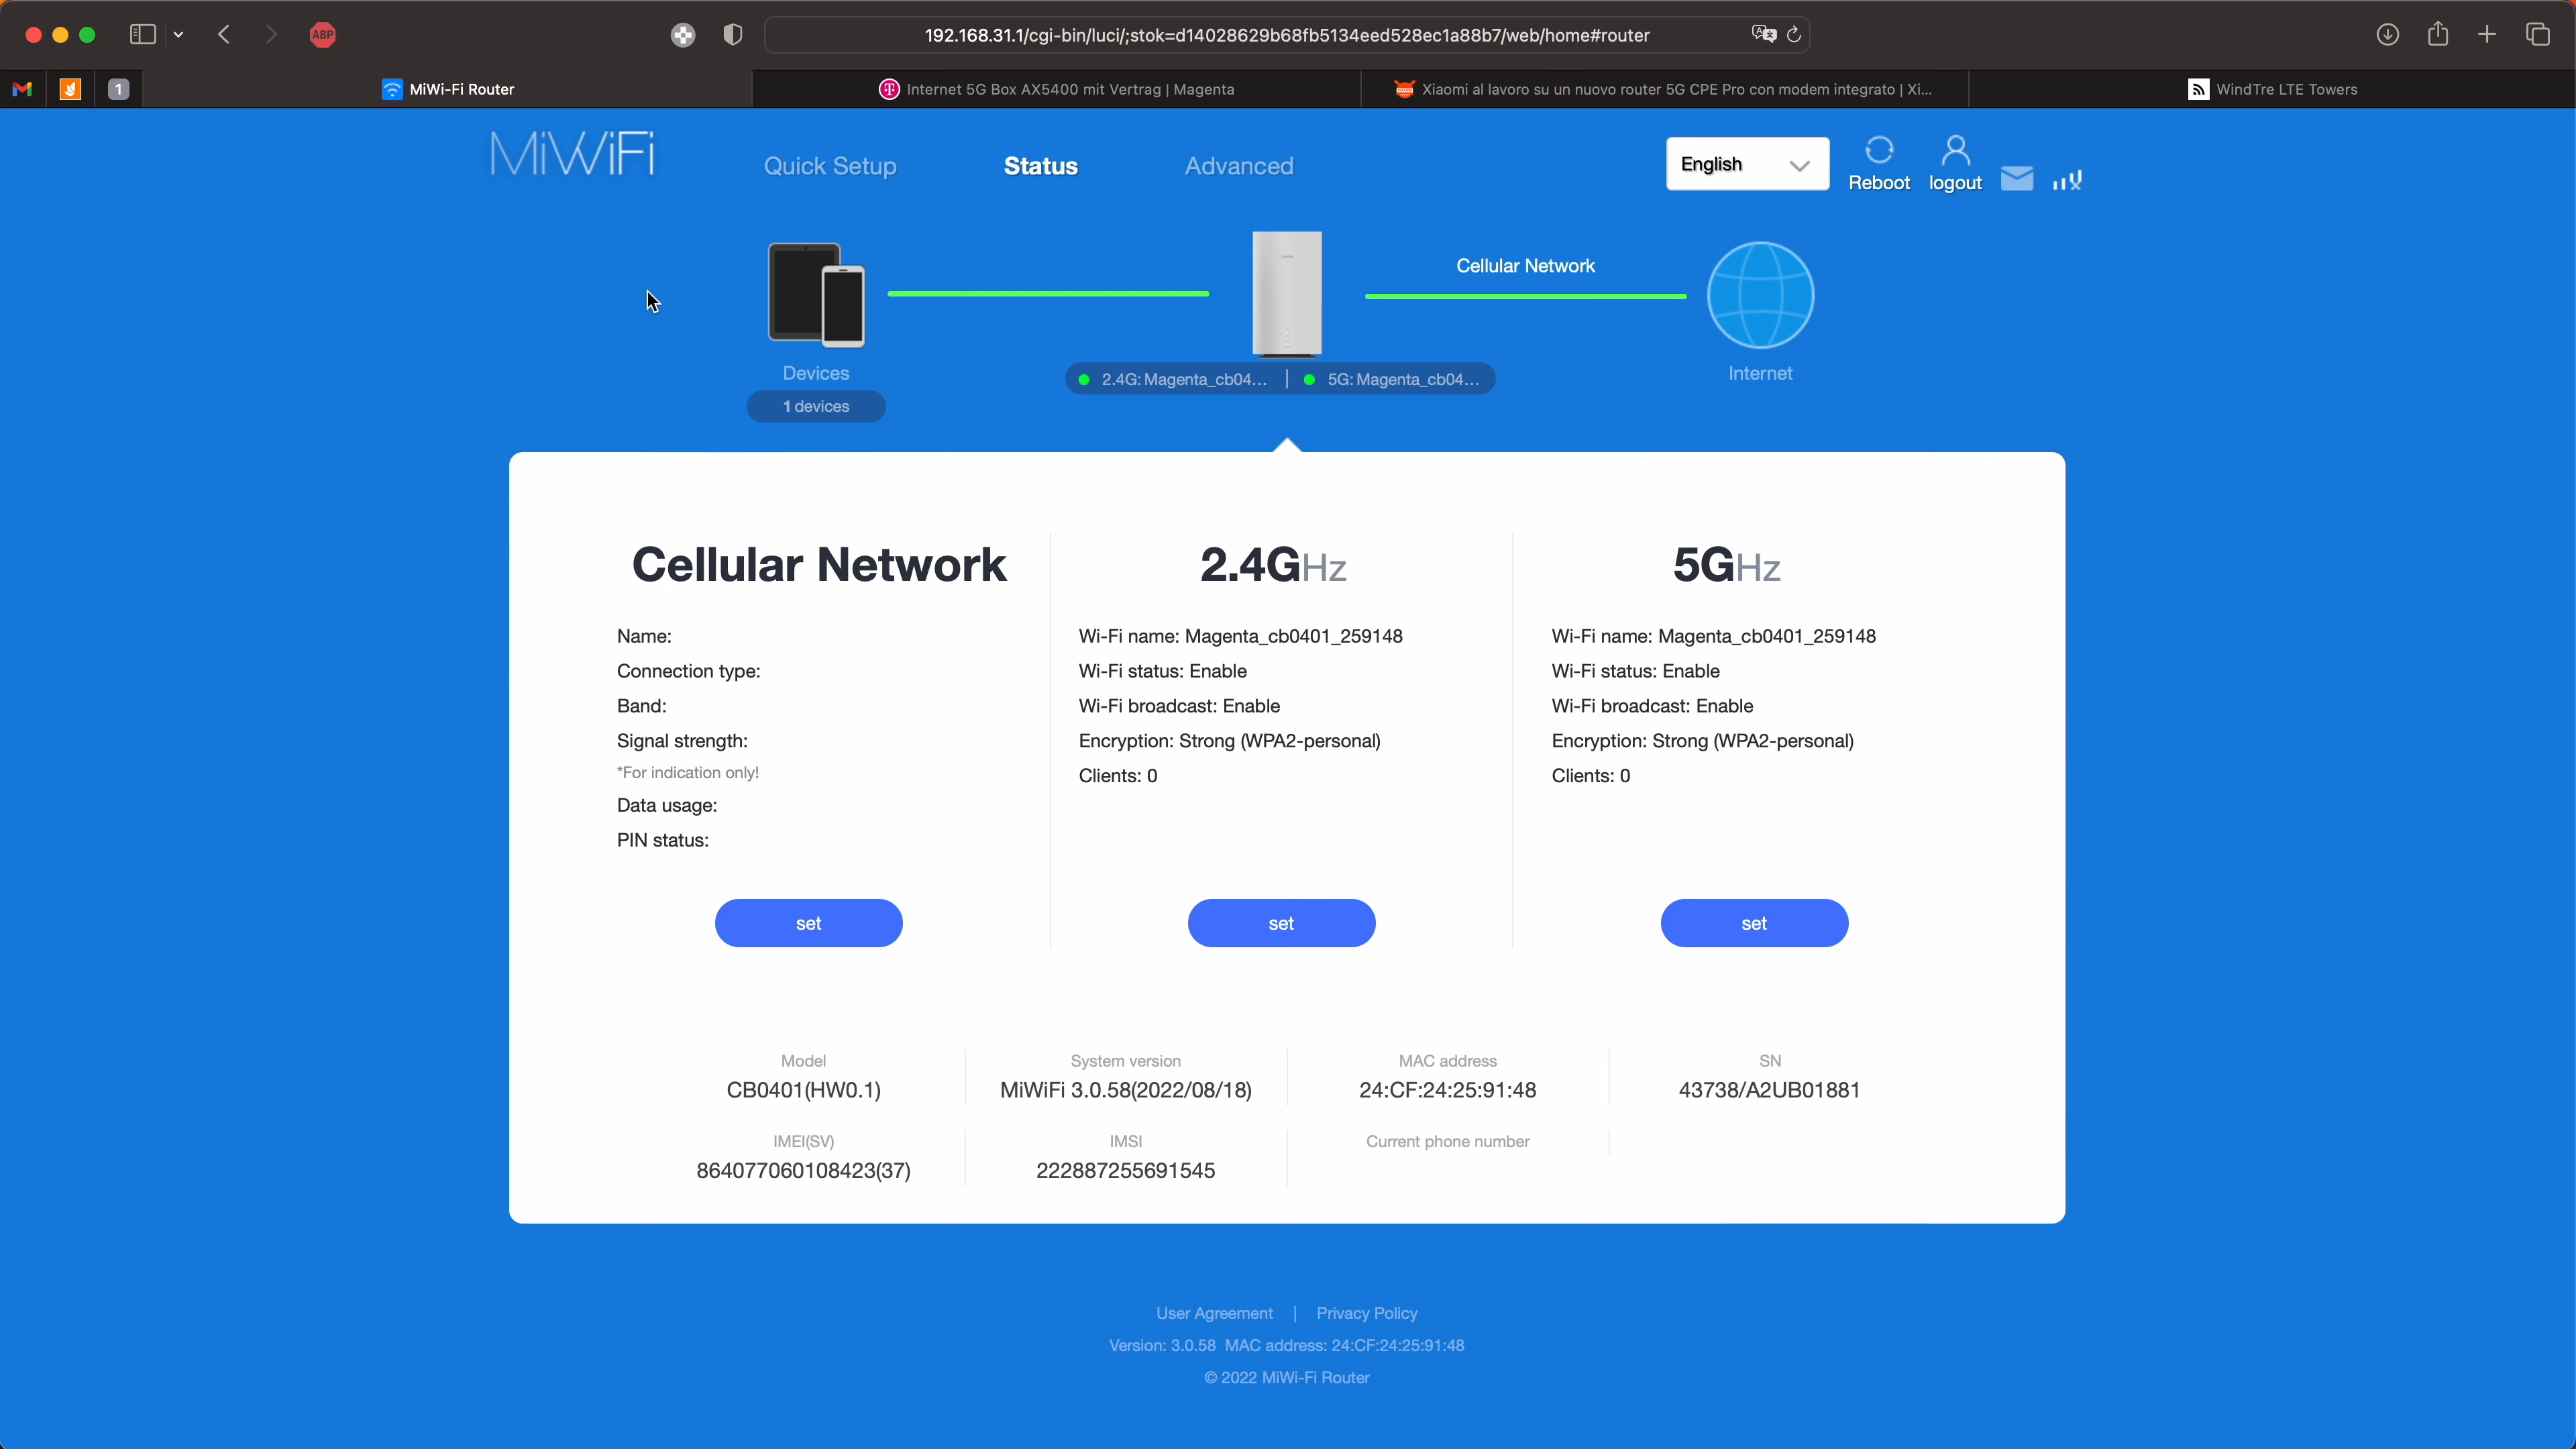 ABP
192.168.31.1/cgi-bin/luci/;stok=d14028629b68fb5134eed528ec1a88b7/web/home#router
1
MiWi-Fi Router
Internet 5G Box AX5400 mit Vertrag | Magenta
Xiaomi al lavoro su un nuovo router 5G CPE Pro con modem integrato | Xi...
WindTre LTE Towers
MiWiFi
Quick Setup
Status
Advanced
English
Reboot
logout
Cellular Network
Devices
1 devices
2.4G: Magenta_cb04... | 5G: Magenta_cb04...
Internet
Cellular Network
Name:
Connection type:
Band:
Signal strength:
*For indication only!
Data usage:
PIN status:
set
2.4GHz
Wi-Fi name: Magenta_cb0401_259148
Wi-Fi status: Enable
Wi-Fi broadcast: Enable
Encryption: Strong (WPA2-personal)
Clients: 0
set
5GHz
Wi-Fi name: Magenta_cb0401_259148
Wi-Fi status: Enable
Wi-Fi broadcast: Enable
Encryption: Strong (WPA2-personal)
Clients: 0
set
Model
CB0401(HW0.1)
System version
MiWiFi 3.0.58(2022/08/18)
MAC address
24:CF:24:25:91:48
SN
43738/A2UB01881
IMEI(SV)
864077060108423(37)
IMSI
222887255691545
Current phone number
User Agreement | Privacy Policy
Version: 3.0.58 MAC address: 24:CF:24:25:91:48
© 2022 MiWi-Fi Router